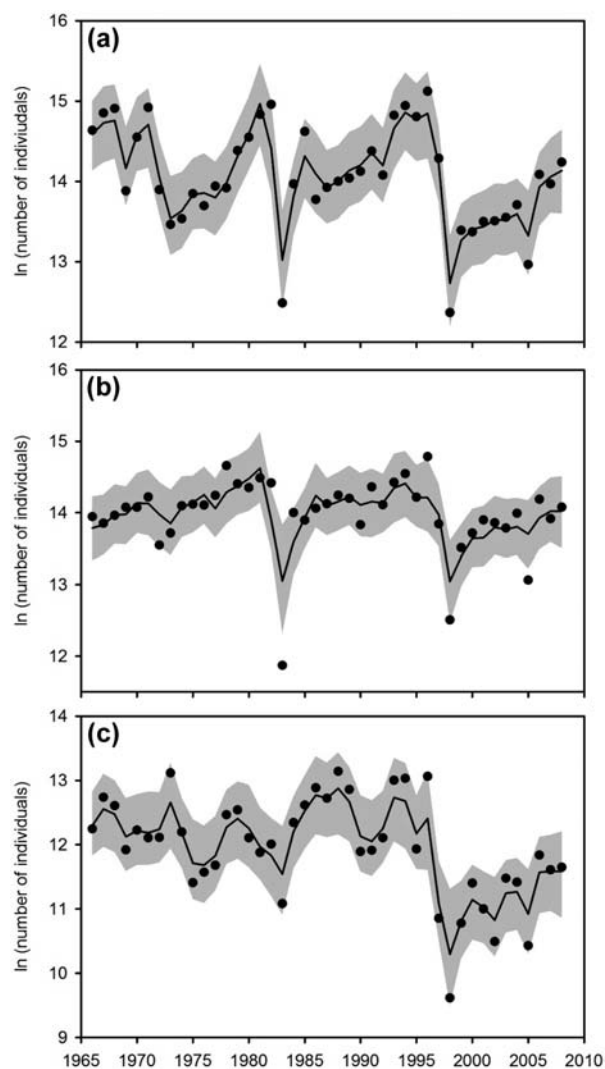 (a)
16
15
14
13
12
ln (number of indiviudals)
(b)
16
15
14
13
12
ln (number of individuals)
(c)
14
13
12
11
10
9
ln (number of individuals)
1965 1970 1975 1980 1985 1990 1995 2000 2005 2010